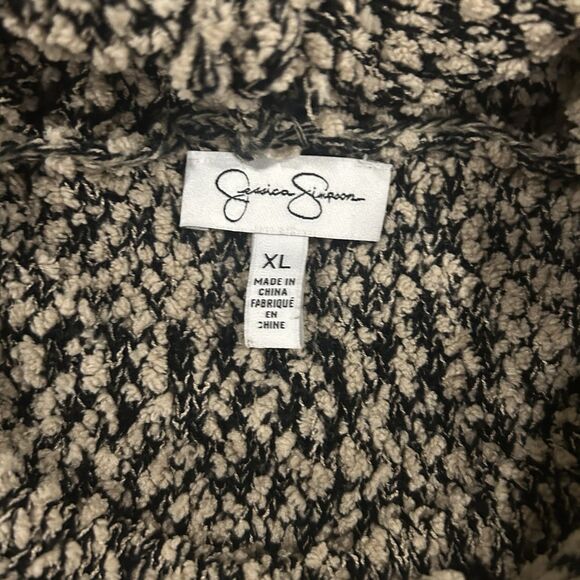 Jessica Simpson
XL
MADE IN
CHINA
FABRIQUÉ
EN
CHINE